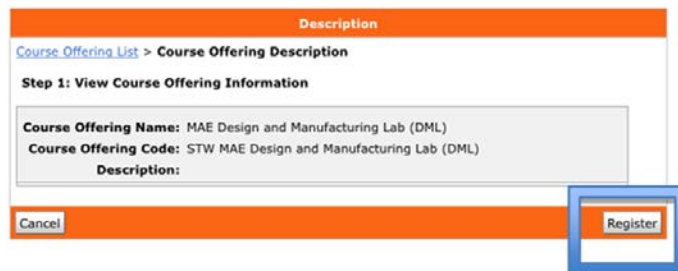 Description
Course Offering List > Course Offering Description
Step 1: View Course Offering Information
Course Offering Name: MAE Design and Manufacturing Lab (DML)
Course Offering Code: STW MAE Design and Manufacturing Lab (DML)
Description:
Cancel Register